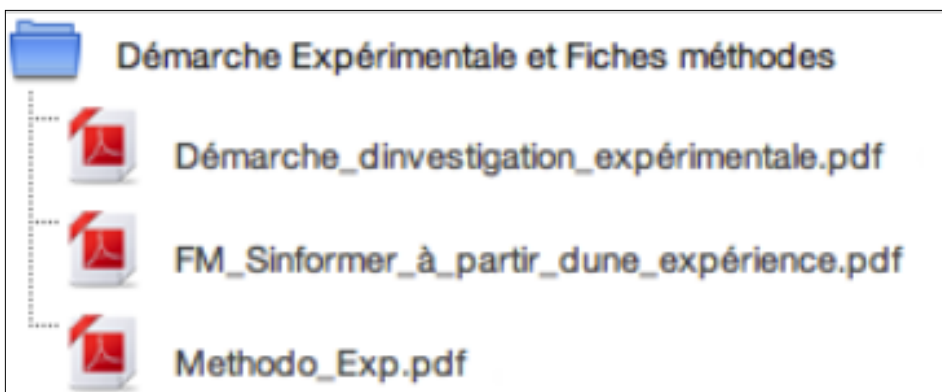 Démarche Expérimentale et Fiches méthodes
Démarche_dinvestigation_expérimentale.pdf
FM_Sinformer_à_partir_dune_expérience.pdf
Methodo_Exp.pdf